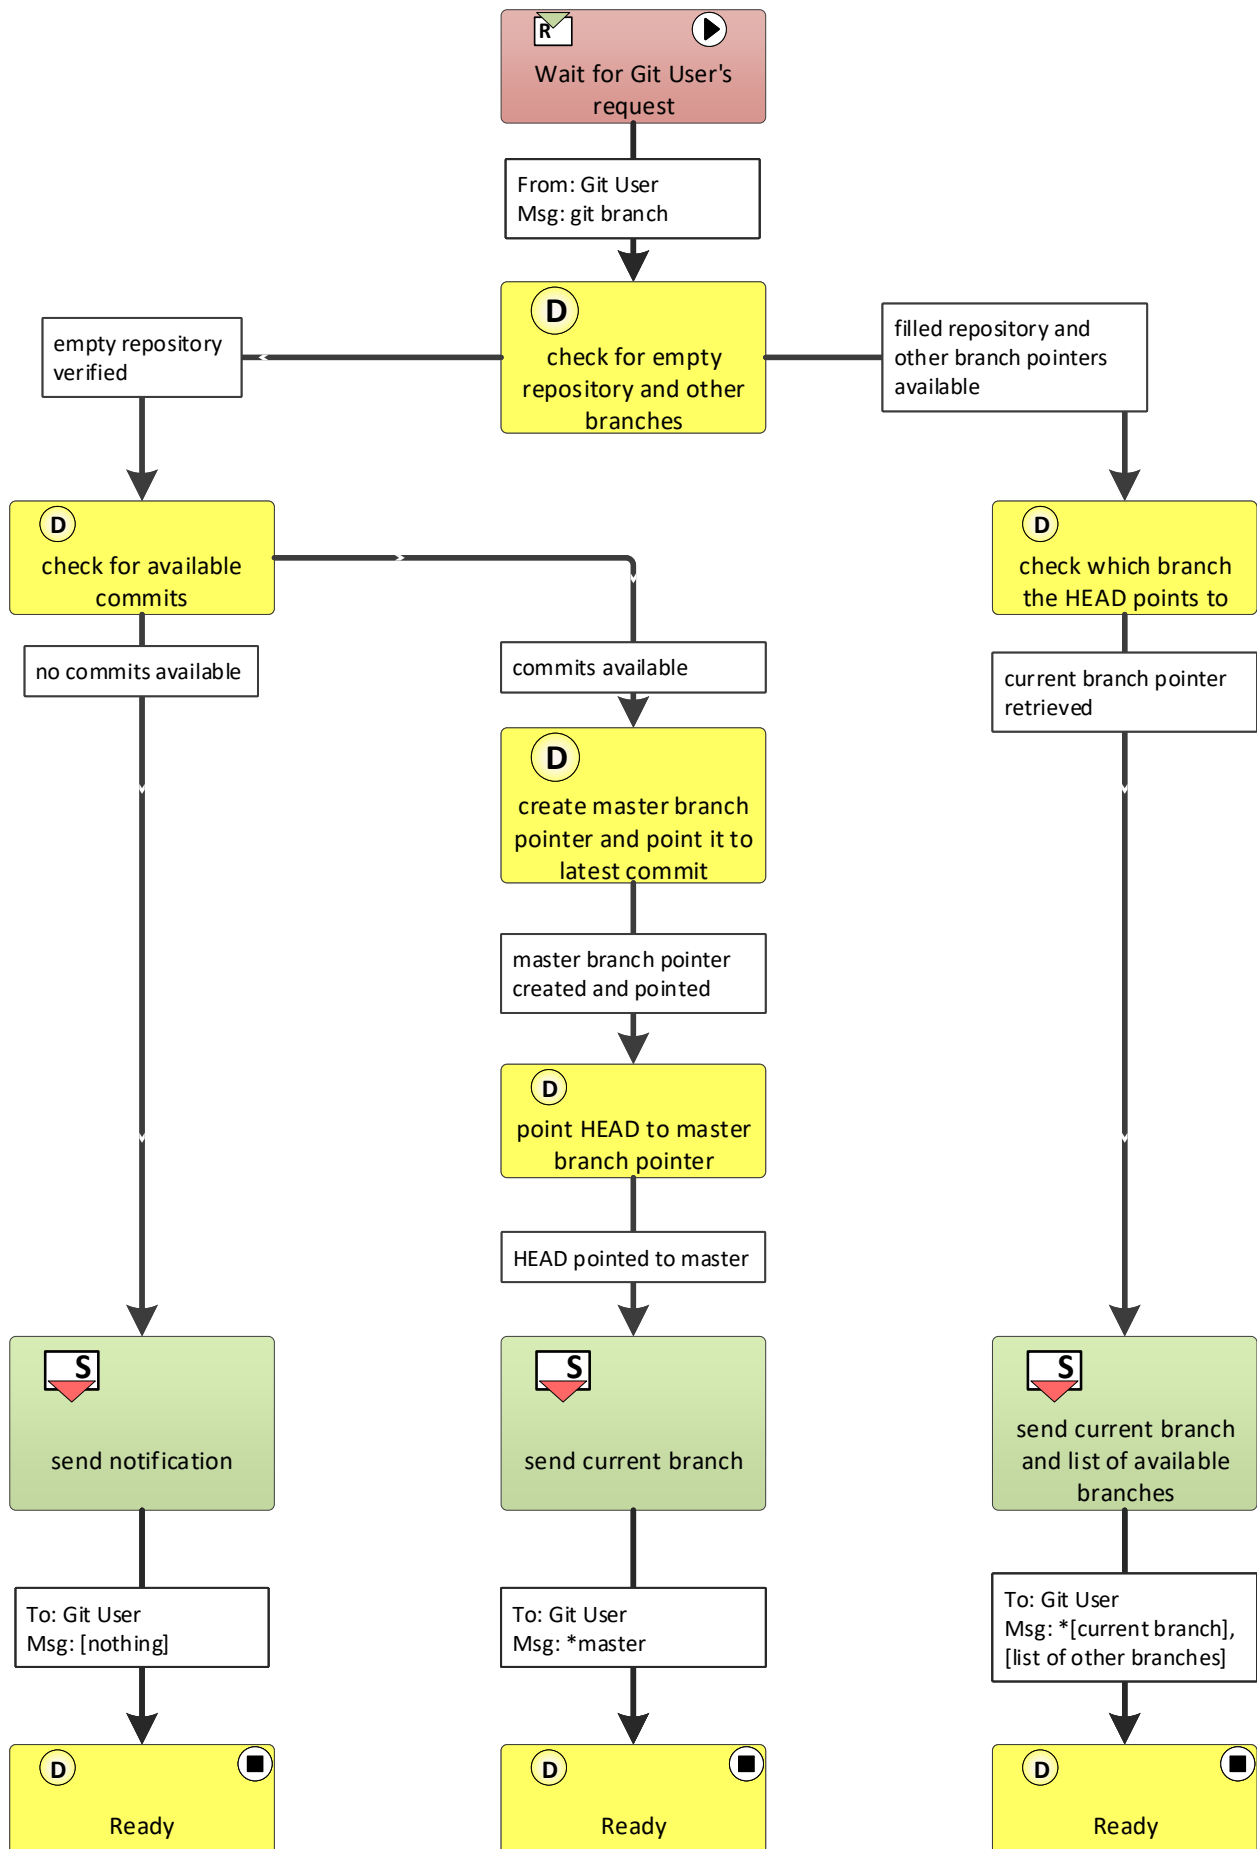 R
Wait for Git User's
request
From: Git User
Msg: git branch
D
check for empty
repository and other
branches
empty repository
verified
filled repository and
other branch pointers
available
D
check for available
commits
D
check which branch
the HEAD points to
no commits available
commits available
current branch pointer
retrieved
D
create master branch
pointer and point it to
latest commit
master branch pointer
created and pointed
D
point HEAD to master
branch pointer
HEAD pointed to master
S
send notification
S
send current branch
S
send current branch
and list of available
branches
To: Git User
Msg: [nothing]
To: Git User
Msg: *master
To: Git User
Msg: *[current branch],
[list of other branches]
D
Ready
D
Ready
D
Ready